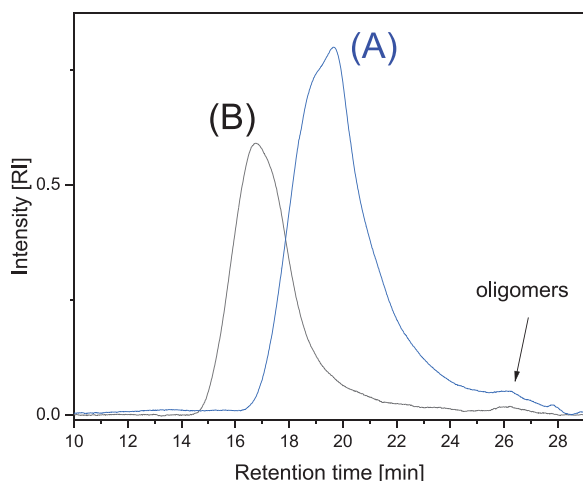 (A)
(B)
Intensity [RI]
0.5
oligomers
0.0
10 12 14 16 18 20 22 24 26 28
Retention time [min]